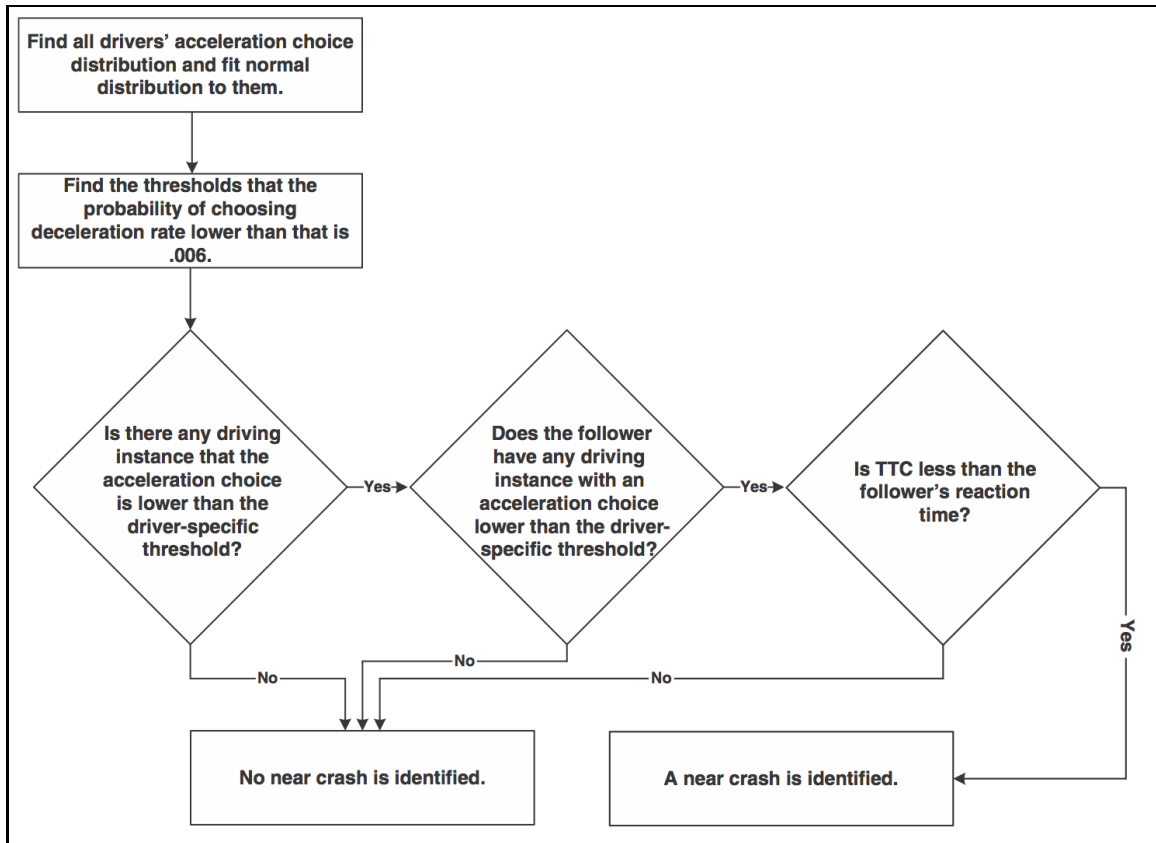 Find all drivers' acceleration choice
distribution and fit normal
distribution to them.
Find the thresholds that the
probability of choosing
deceleration rate lower than that is
.006.
Is there any driving
instance that the
acceleration choice
is lower than the
driver-specific
threshold?
Yes
Does the follower
have any driving
instance with an
acceleration choice
lower than the driver-
specific threshold?
Yes
Is TTC less than the
follower's reaction
time?
Yes
No
No
No
No near crash is identified.
A near crash is identified.